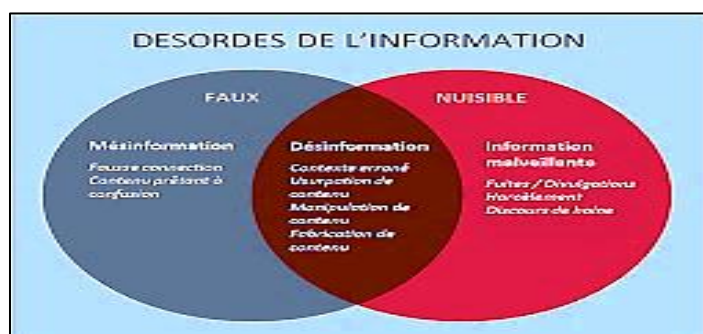 DESORDES DE L'INFORMATION
FAUX
NUISIBLE
Mésinformation
Fausse connection
Contenu prêtant à
confusion
Désinformation
Contexte erroné
Usurpation de
contenu
Manipulation de
contenu
Fabrication de
contenu
Information
malveillante
Fuites / Divulgations
Harcèlement
Discours de haine